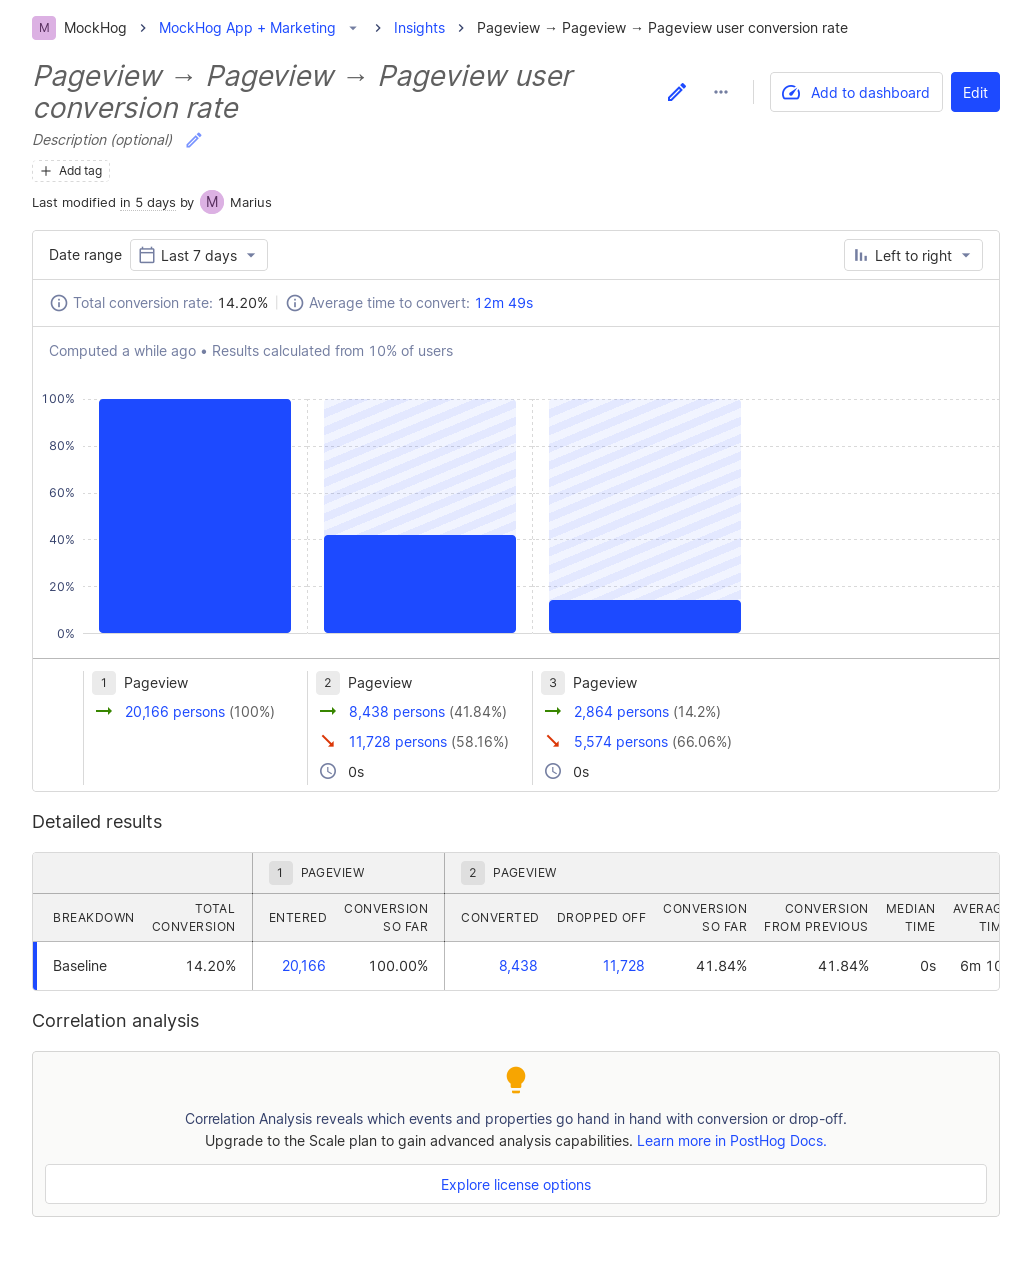 M MockHog > MockHog App + Marketing > Insights > Pageview → Pageview → Pageview user conversion rate
Pageview → Pageview → Pageview user
conversion rate
Add to dashboard
Edit
Description (optional)
+ Add tag
Last modified in 5 days by M Marius
Date range Last 7 days Left to right
Total conversion rate: 14.20% Average time to convert: 12m 49s
Computed a while ago • Results calculated from 10% of users
100%
80%
60%
40%
20%
0%
1 Pageview 2 Pageview 3 Pageview
20,166 persons (100%) 8,438 persons (41.84%) 2,864 persons (14.2%)
11,728 persons (58.16%) 5,574 persons (66.06%)
0s 0s
Detailed results
1 PAGEVIEW 2 PAGEVIEW
BREAKDOWN TOTAL CONVERSION ENTERED CONVERSION SO FAR CONVERTED DROPPED OFF CONVERSION SO FAR CONVERSION FROM PREVIOUS MEDIAN TIME
Baseline 14.20% 20,166 100.00% 8,438 11,728 41.84% 41.84% 0s 6m 10
Correlation analysis
Correlation Analysis reveals which events and properties go hand in hand with conversion or drop-off.
Upgrade to the Scale plan to gain advanced analysis capabilities. Learn more in PostHog Docs.
Explore license options